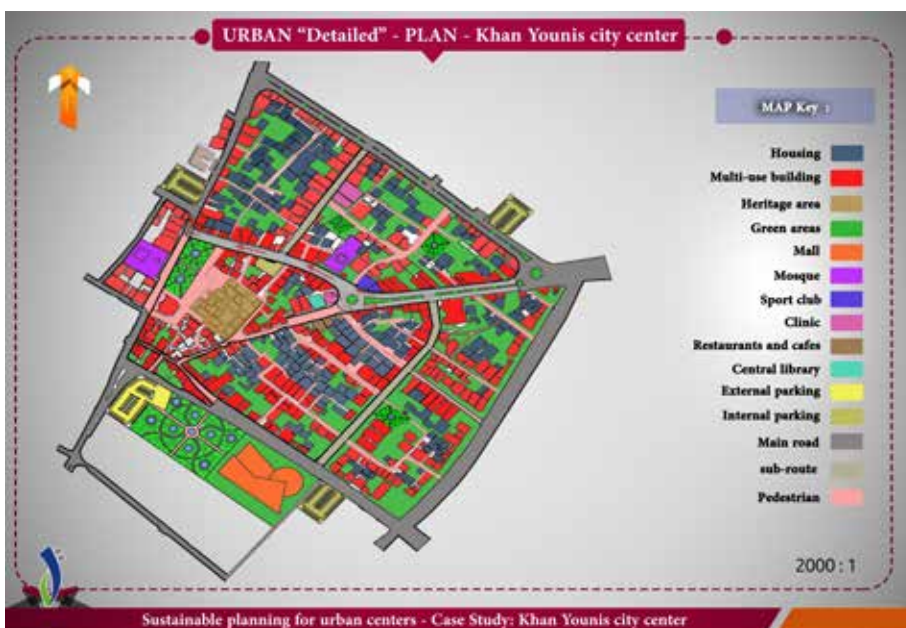 URBAN “Detailed” - PLAN - Khan Younis city center
MAP Key :
Housing
Multi-use building
Heritage area
Green areas
Mall
Mosque
Sport club
Clinic
Restaurants and cafes
Central library
External parking
Internal parking
Main road
sub-route
Pedestrian
2000 : 1
Sustainable planning for urban centers - Case Study: Khan Younis city center